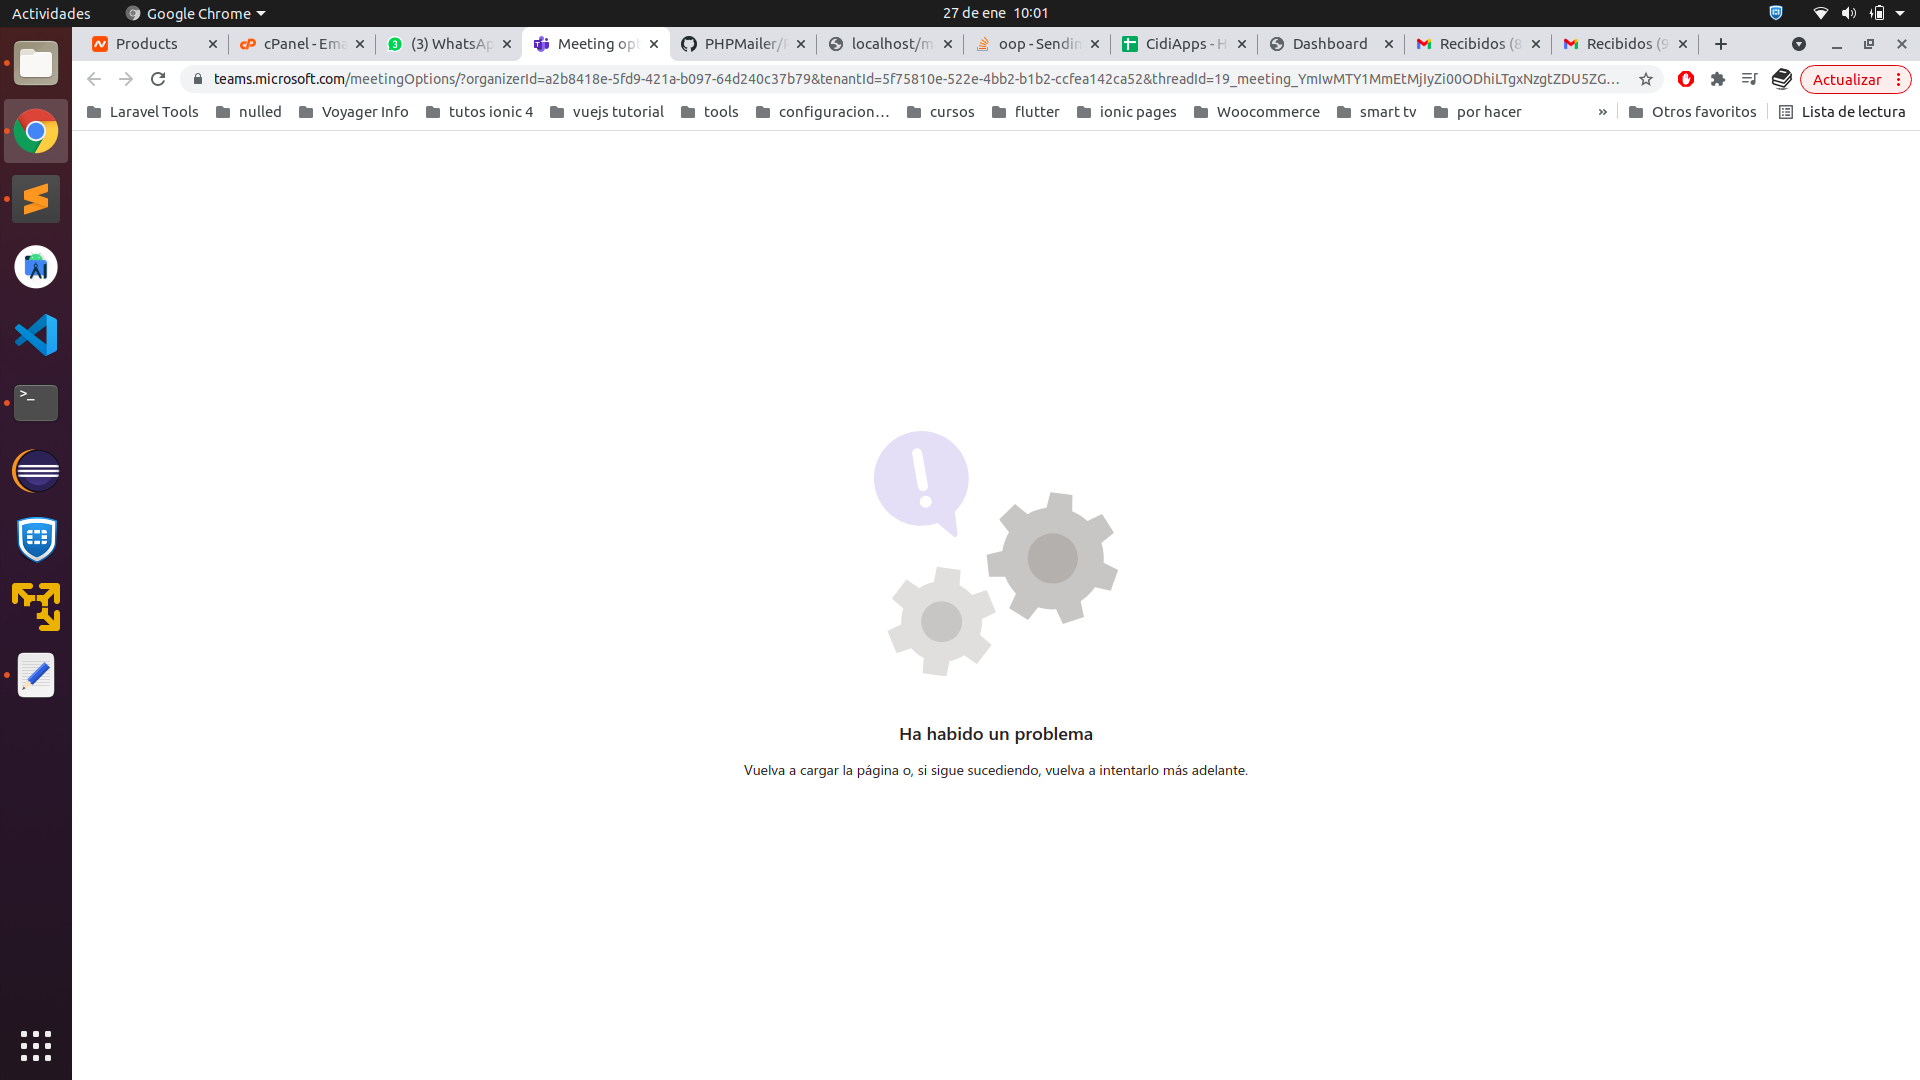 Actividades
Google Chrome
27 de ene 10:01
Products
cPanel - Ema
(3) WhatsAp
Meeting opt
PHPMailer/P
localhost/m
oop - Sendin
CidiApps - H
Dashboard
Recibidos (8
Recibidos (9
teams.microsoft.com/meetingOptions/?organizerId=a2b8418e-5fd9-421a-b097-64d240c37b79&tenantId=5f75810e-522e-4bb2-b1b2-ccfea142ca52&threadId=19_meeting_YmIwMTY1MmEtMjIyZi00ODhiLTgxNzgtZDU5ZG...
Actualizar
Laravel Tools
nulled
Voyager Info
tutos ionic 4
vuejs tutorial
tools
configuracion...
cursos
flutter
ionic pages
Woocommerce
smart tv
por hacer
»
Otros favoritos
Lista de lectura
Ha habido un problema
Vuelva a cargar la página o, si sigue sucediendo, vuelva a intentarlo más adelante.